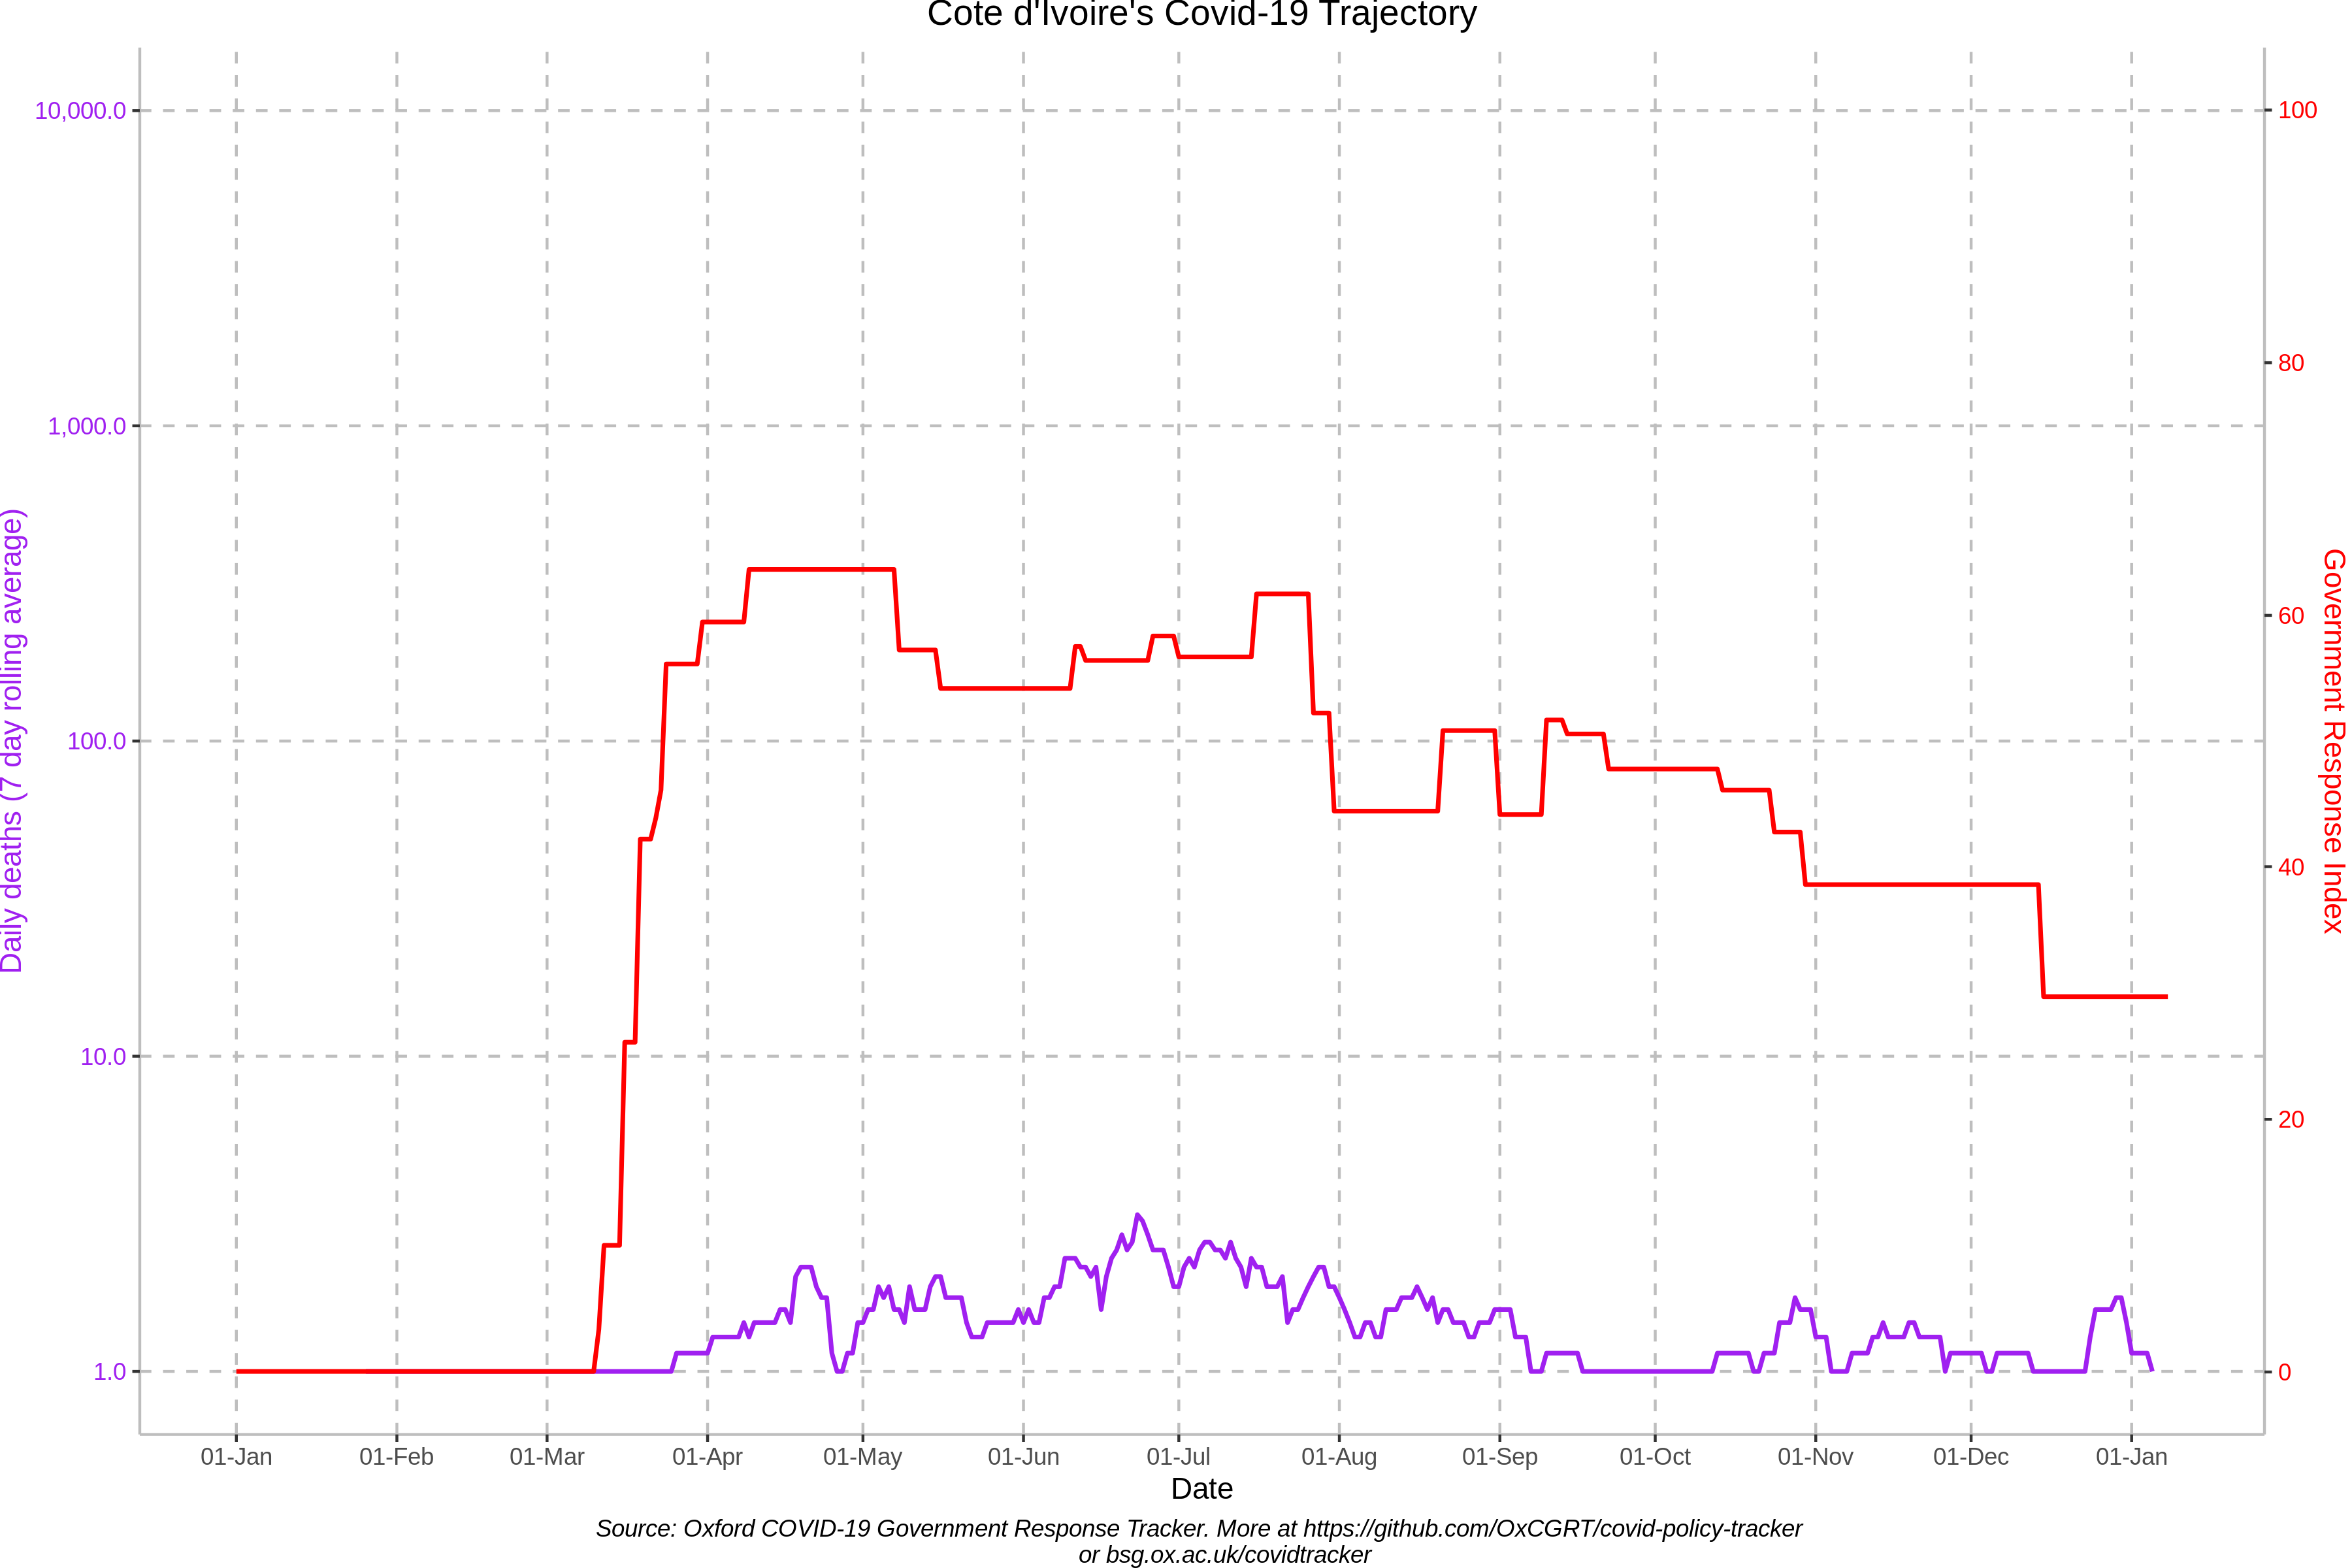 Cote d'Ivoire's Covid-19 Trajectory
Daily deaths (7 day rolling average)
10,000.0
1,000.0
100.0
10.0
1.0
100
80
60
40
20
0
Government Response Index
01-Jan 01-Feb 01-Mar 01-Apr 01-May 01-Jun 01-Jul 01-Aug 01-Sep 01-Oct 01-Nov 01-Dec 01-Jan
Date
Source: Oxford COVID-19 Government Response Tracker. More at https://github.com/OxCGRT/covid-policy-tracker
or bsg.ox.ac.uk/covidtracker